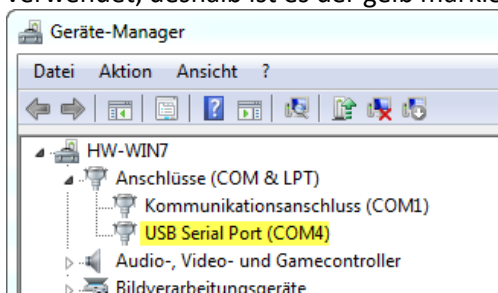 verwendet, deshalb ist es der gelb markie
Geräte-Manager
Datei Aktion Ansicht ?
HW-WIN7
Anschlüsse (COM & LPT)
Kommunikationsanschluss (COM1)
USB Serial Port (COM4)
Audio-, Video- und Gamecontroller
Bildverarbeitungsgeräte